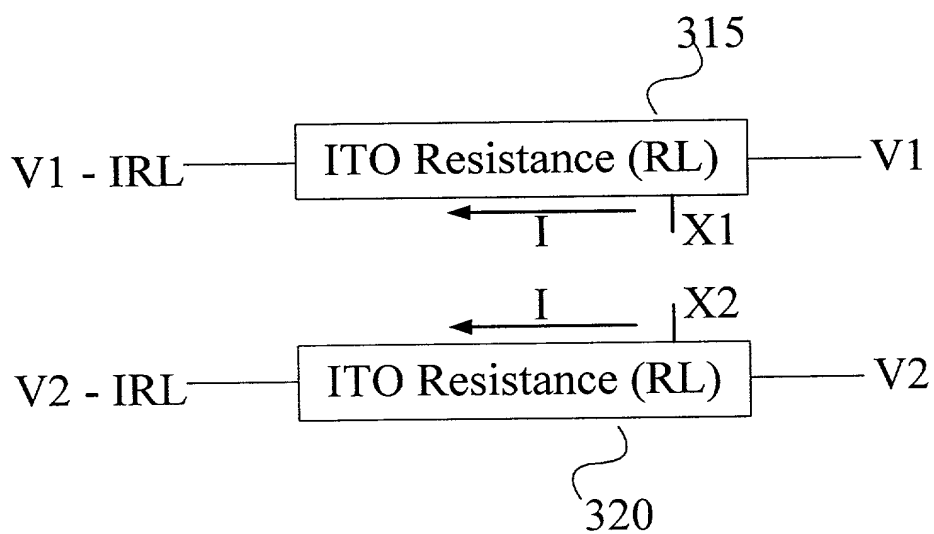 315
V1 - IRL ITO Resistance (RL) V1
I X1
I X2
V2 - IRL ITO Resistance (RL) V2
320